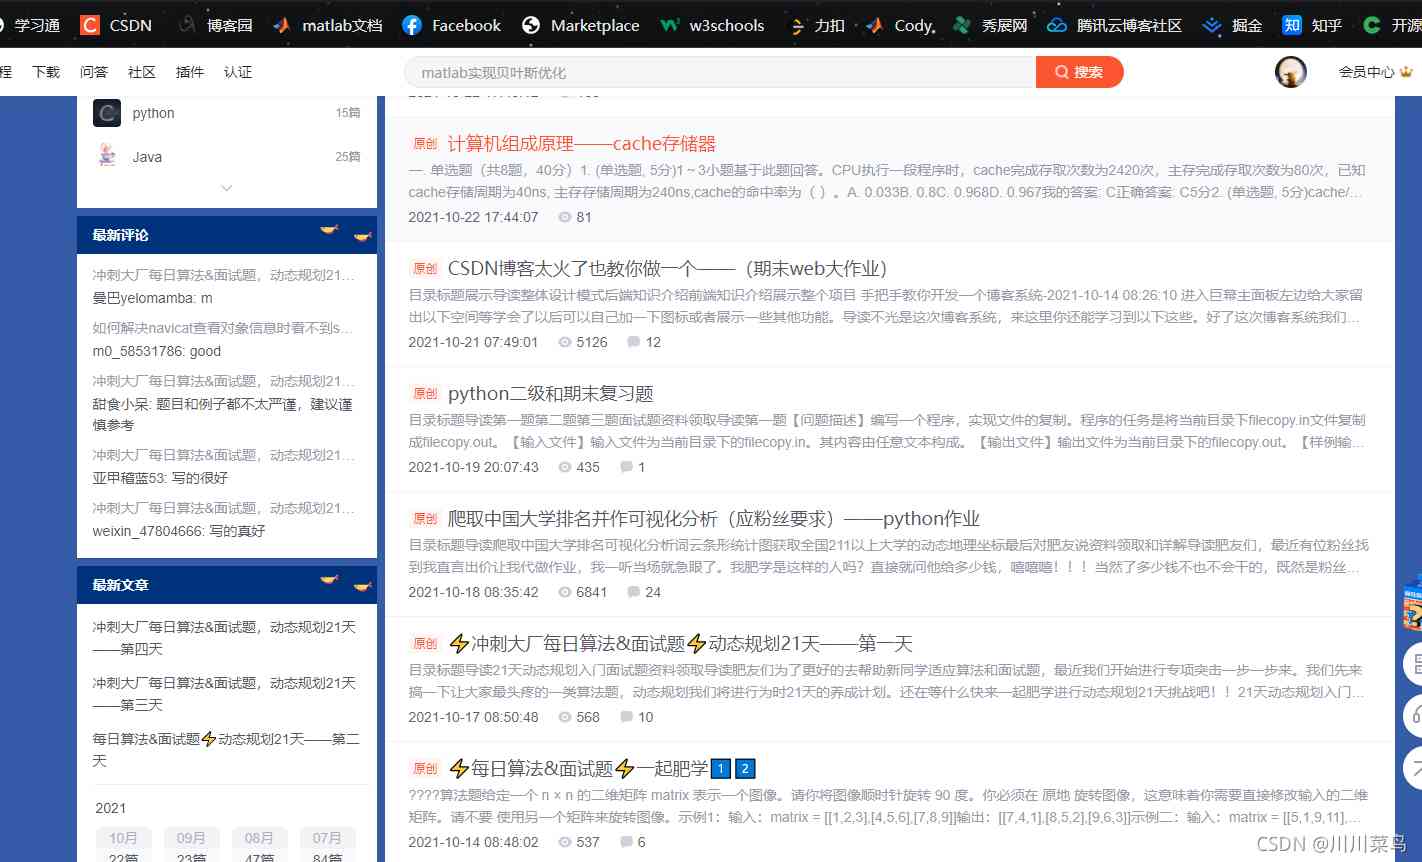 学习通 CSDN 博客园 matlab文档 Facebook Marketplace w3schools 力扣 Cody。 秀展网 腾讯云博客社区 掘金 知乎 开源
程 下载 问答 社区 插件 认证 matlab实现贝叶斯优化 搜索 会员中心
python 15篇
Java 25篇
最新评论
冲刺大厂每日算法&面试题，动态规划21…
曼巴yelomamba: m
如何解决navicat查看对象信息时看不到s…
m0_58531786: good
冲刺大厂每日算法&面试题，动态规划21…
甜食小呆: 题目和例子都不太严谨，建议谨
慎参考
冲刺大厂每日算法&面试题，动态规划21…
亚甲稽蓝53: 写的很好
冲刺大厂每日算法&面试题，动态规划21…
weixin_47804666: 写的真好
最新文章
冲刺大厂每日算法&面试题，动态规划21天
——第四天
冲刺大厂每日算法&面试题，动态规划21天
——第三天
每日算法&面试题⚡动态规划21天——第二
天
2021
10月 09月 08月 07月
22篇 23篇 47篇 84篇
原创 计算机组成原理——cache存储器
一. 单选题（共8题，40分）1. (单选题, 5分)1～3小题基于此题回答。CPU执行一段程序时，cache完成存取次数为2420次，主存完成存取次数为80次，已知
cache存储周期为40ns, 主存存储周期为240ns,cache的命中率为（ ）。A. 0.033B. 0.8C. 0.968D. 0.967我的答案: C正确答案: C5分2. (单选题, 5分)cache/…
2021-10-22 17:44:07 81
原创 CSDN博客太火了也教你做一个——（期末web大作业）
目录标题展示导读整体设计模式后端知识介绍前端知识介绍展示整个项目 手把手教你开发一个博客系统-2021-10-14 08:26:10 进入巨幕主面板左边给大家留
出以下空间等学会了以后可以自己加一下图标或者展示一些其他功能。导读不光是这次博客系统，来这里你还能学习到以下这些。好了这次博客系统我们…
2021-10-21 07:49:01 5126 12
原创 python二级和期末复习题
目录标题导读第一题第二题第三题面试题资料领取导读第一题【问题描述】编写一个程序，实现文件的复制。程序的任务是将当前目录下filecopy.in文件复制
成filecopy.out。【输入文件】输入文件为当前目录下的filecopy.in。其内容由任意文本构成。【输出文件】输出文件为当前目录下的filecopy.out。【样例输…
2021-10-19 20:07:43 435 1
原创 爬取中国大学排名并作可视化分析（应粉丝要求）——python作业
目录标题导读爬取中国大学排名可视化分析词云条形统计图获取全国211以上大学的动态地理坐标最后对肥友说资料领取和详解导读肥友们，最近有位粉丝找
到我直言出价让我代做作业，我一听当场就急眼了。我肥学是这样的人吗？直接就问他给多少钱，嘻嘻嘻！！！当然了多少钱不也不会干的，既然是粉丝…
2021-10-18 08:35:42 6841 24
原创 ⚡冲刺大厂每日算法&面试题⚡动态规划21天——第一天
目录标题导读21天动态规划入门面试题资料领取导读肥友们为了更好的去帮助新同学适应算法和面试题，最近我们开始进行专项突击一步一步来。我们先来
搞一下让大家最头疼的一类算法题，动态规划我们将进行为时21天的养成计划。还在等什么快来一起肥学进行动态规划21天挑战吧！！21天动态规划入门…
2021-10-17 08:50:48 568 10
原创 ⚡每日算法&面试题⚡一起肥学1 2
????算法题给定一个 n × n 的二维矩阵 matrix 表示一个图像。请你将图像顺时针旋转 90 度。你必须在 原地 旋转图像，这意味着你需要直接修改输入的二维
矩阵。请不要 使用另一个矩阵来旋转图像。示例1：输入：matrix = [[1,2,3],[4,5,6],[7,8,9]]输出：[[7,4,1],[8,5,2],[9,6,3]]示例二：输入：matrix = [[5,1,9,11],…
2021-10-14 08:48:02 537 6
CSDN @川川菜鸟